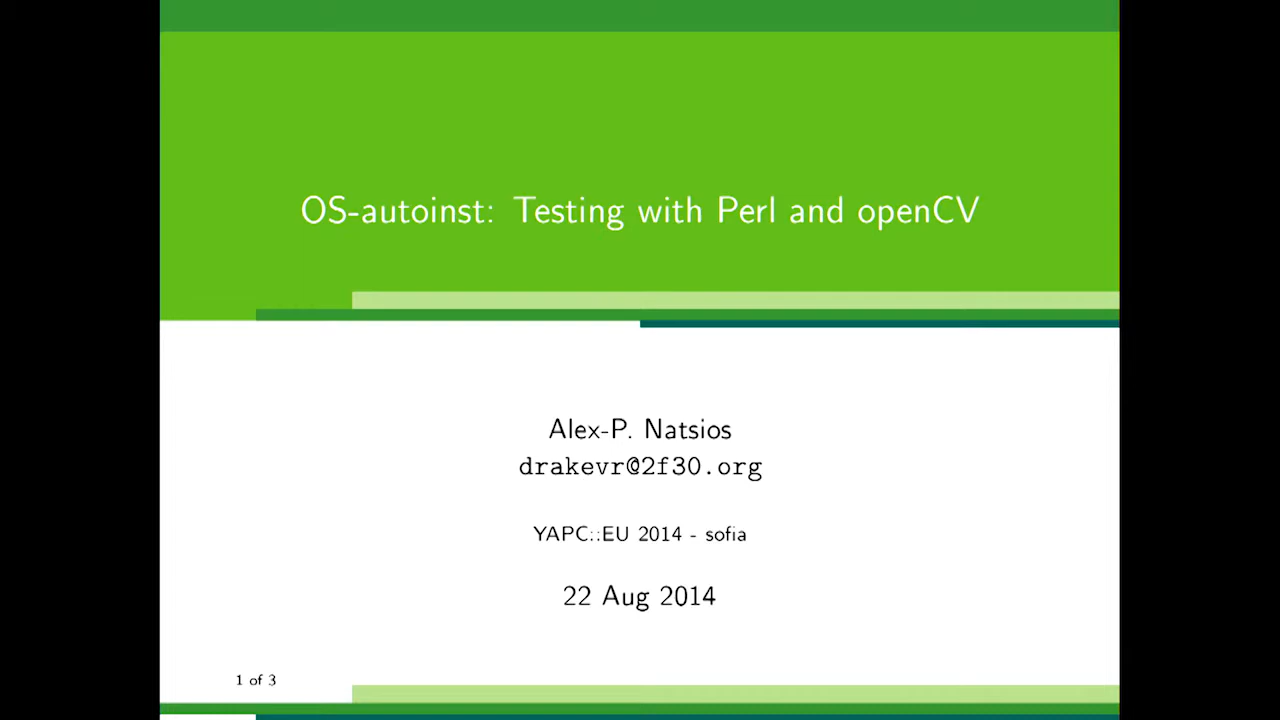 OS-autoinst: Testing with Perl and openCV
Alex-P. Natsios
drakevr@2f30.org
YAPC::EU 2014 - sofia
22 Aug 2014
1 of 3